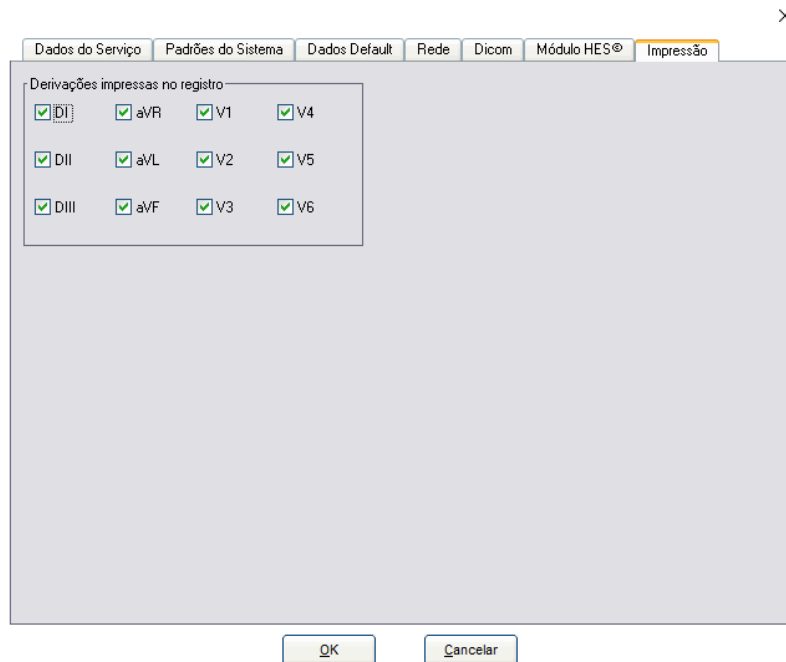 Dados do Serviço Padrões do Sistema Dados Default Rede Dicom Módulo HES© Impressão
Derivações impressas no registro
DI aVR V1 V4
DII aVL V2 V5
DIII aVF V3 V6
OK Cancelar